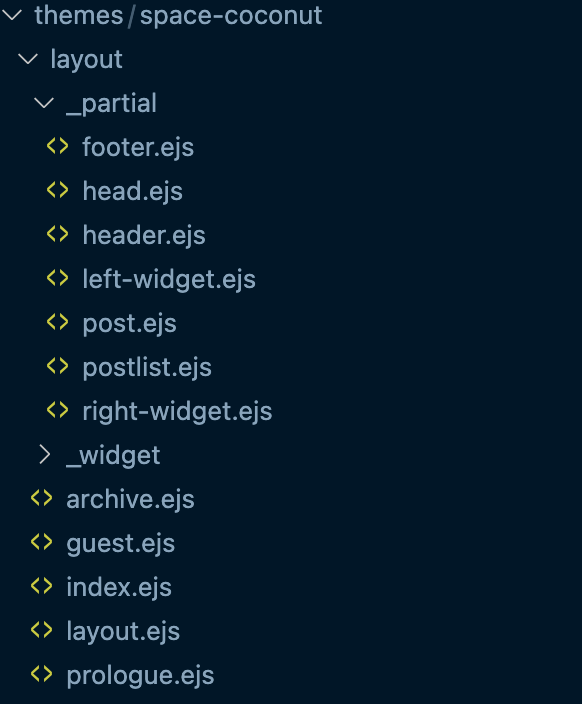 themes/space-coconut
layout
_partial
footer.ejs
head.ejs
header.ejs
left-widget.ejs
post.ejs
postlist.ejs
right-widget.ejs
_widget
archive.ejs
guest.ejs
index.ejs
layout.ejs
prologue.ejs